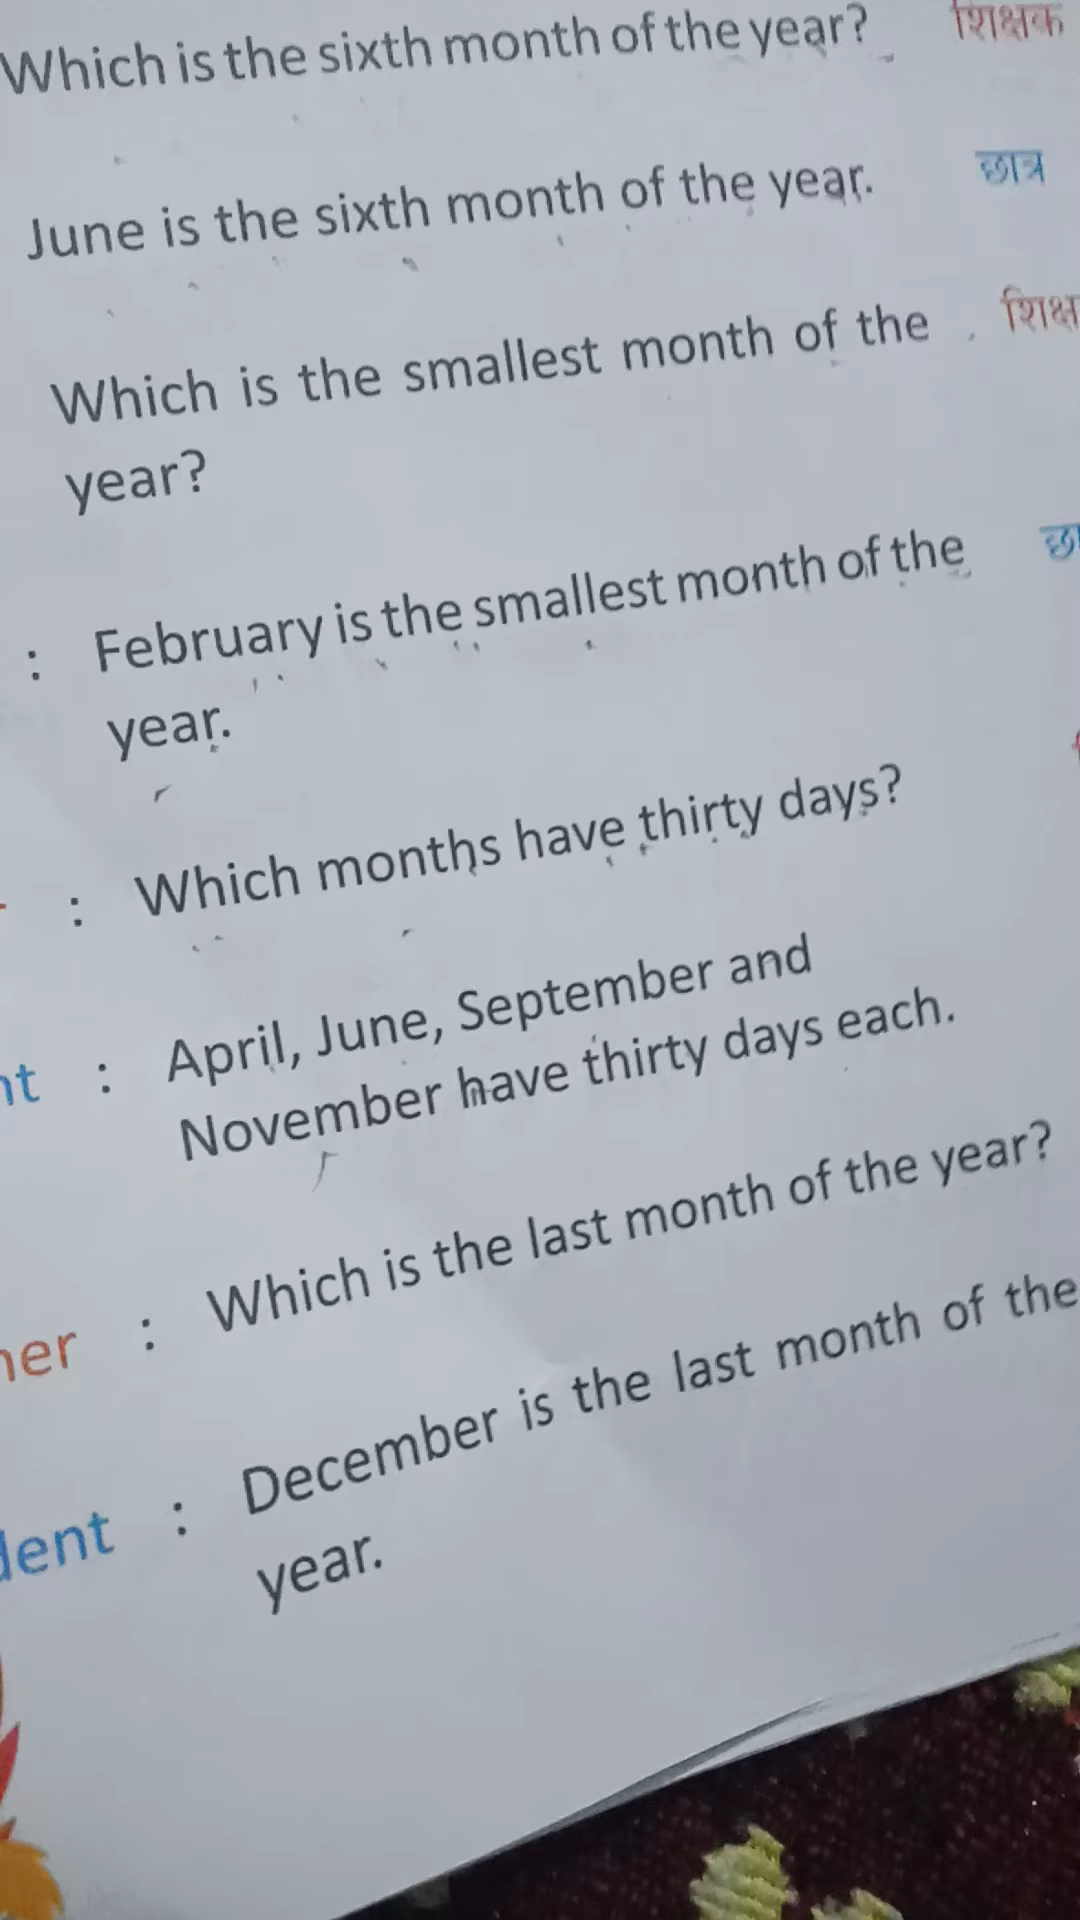 Which is the sixth month of the year? शिक्षक
June is the sixth month of the year. छात्र
Which is the smallest month of the
year?
: February is the smallest month of the
year.
: Which months have thirty days?
: April, June, September and
November have thirty days each.
: Which is the last month of the year?
: December is the last month of the
year.